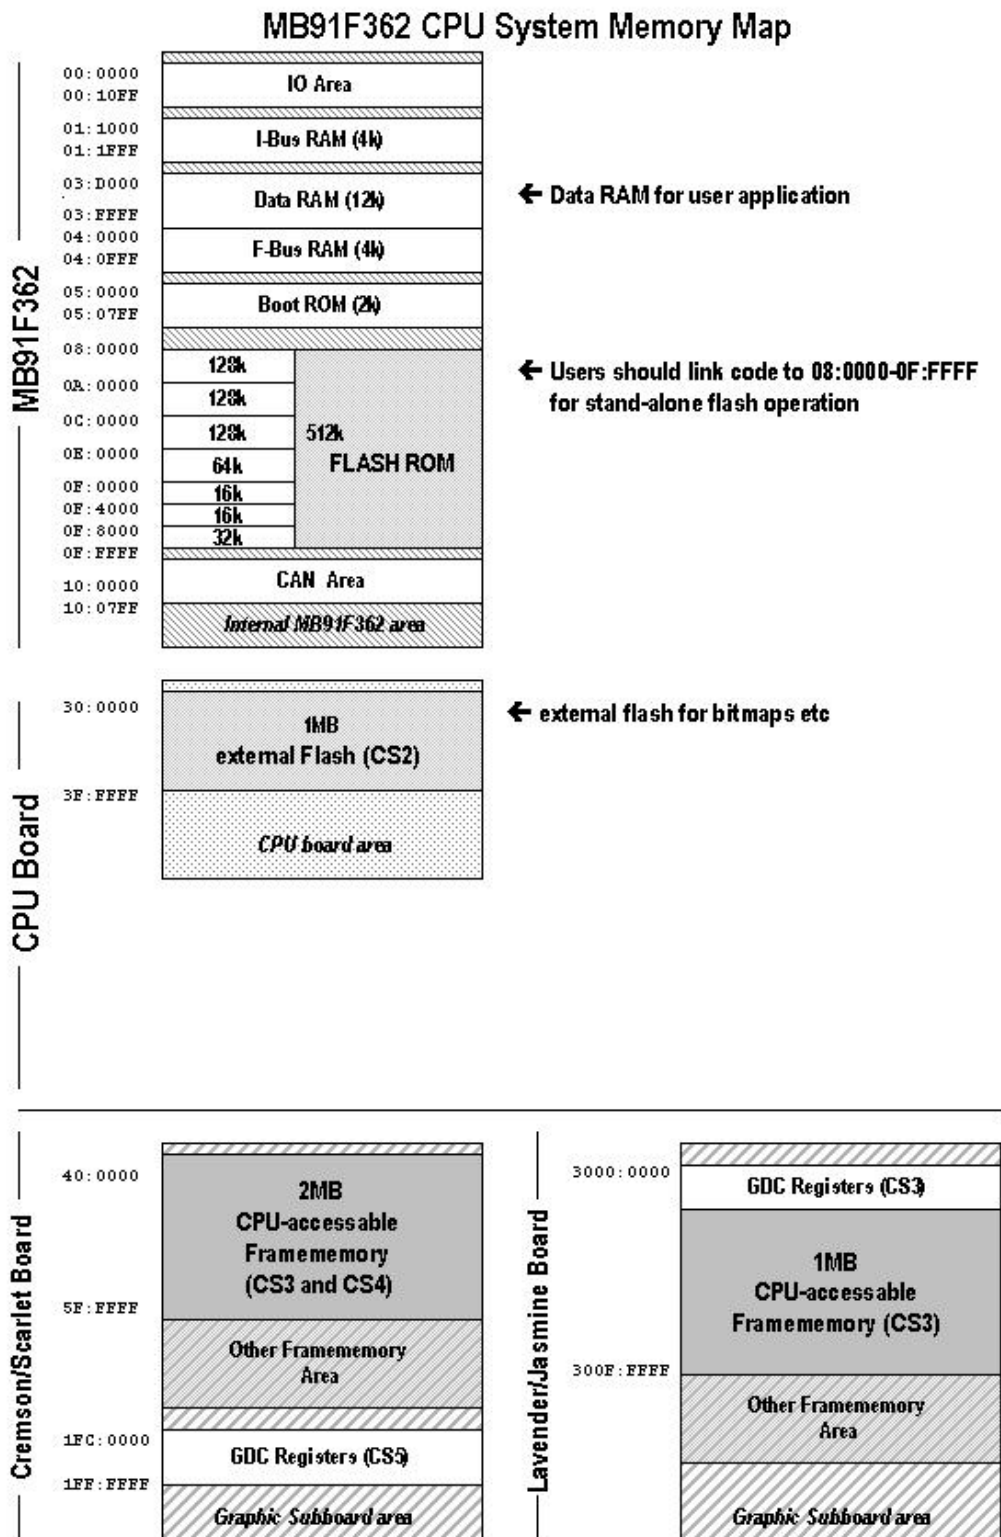 MB91F362 CPU System Memory Map
MB91F362
00:0000
00:10FF
IO Area
01:1000
01:1FFF
I-Bus RAM (4k)
03:D000
03:FFFF
Data RAM (12k)
← Data RAM for user application
04:0000
04:0FFF
F-Bus RAM (4k)
05:0000
05:07FF
Boot ROM (2k)
08:0000
0A:0000
0C:0000
0E:0000
0F:0000
0F:4000
0F:8000
0F:FFFF
128k
128k
128k
64k
16k
16k
32k
512k
FLASH ROM
← Users should link code to 08:0000-0F:FFFF
for stand-alone flash operation
10:0000
10:07FF
CAN Area
Internal MB91F362 area
CPU Board
30:0000
3F:FFFF
1MB
external Flash (CS2)
← external flash for bitmaps etc
CPU board area
Cremson/Scarlet Board
40:0000
5F:FFFF
2MB
CPU-accessable
Framememory
(CS3 and CS4)
Other Framememory
Area
1FC:0000
1FF:FFFF
GDC Registers (CS5)
Graphic Subboard area
Lavender/Jasmine Board
3000:0000
300F:FFFF
GDC Registers (CS3)
1MB
CPU-accessable
Framememory (CS3)
Other Framememory
Area
Graphic Subboard area